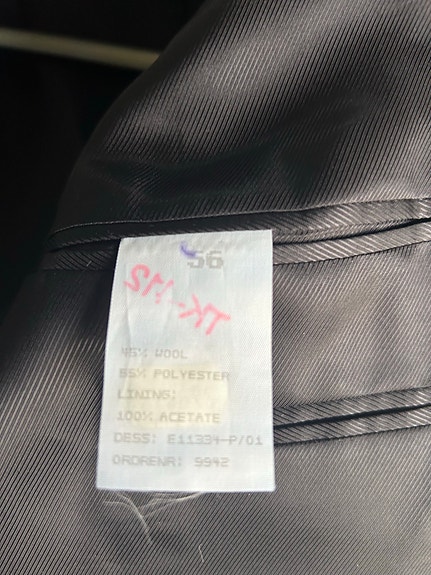 56
45% WOOL
55% POLYESTER
LINING:
100% ACETATE
DESS: E11334-P/01
ORDRENR: 9942